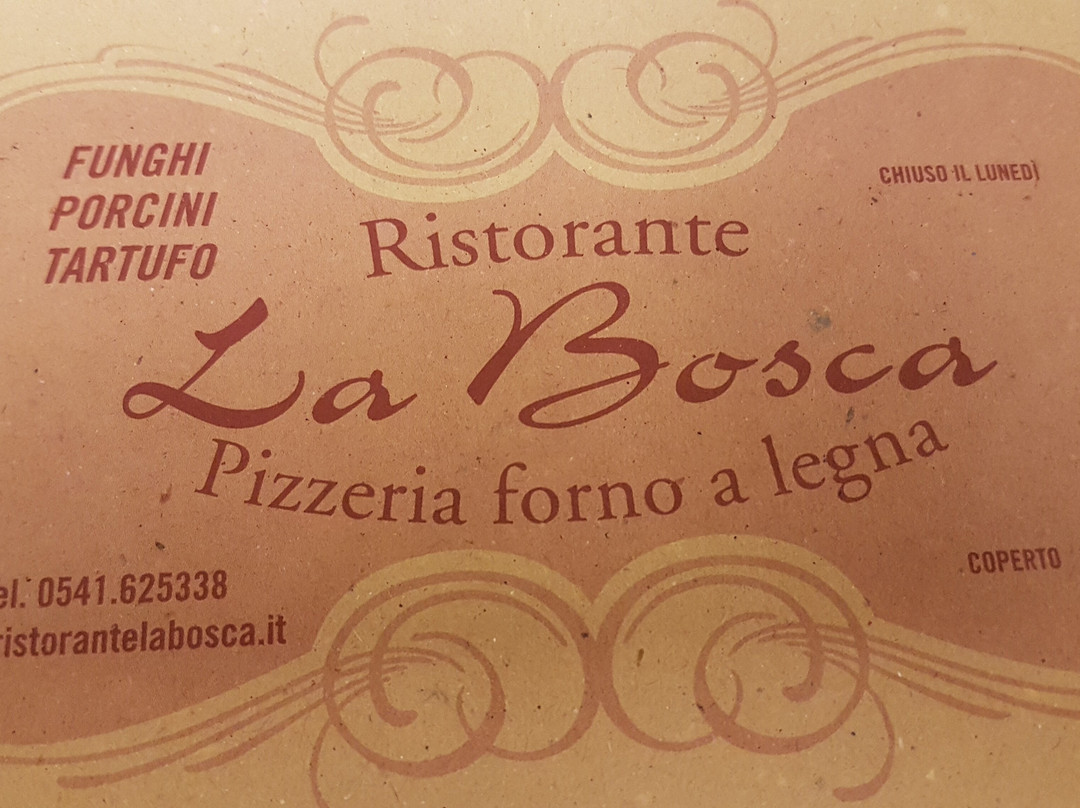 FUNGHI
PORCINI
TARTUFO
CHIUSO IL LUNEDÌ
Ristorante
La Bosca
Pizzeria forno a legna
el. 0541.625338
ristorantelabosca.it
COPERTO